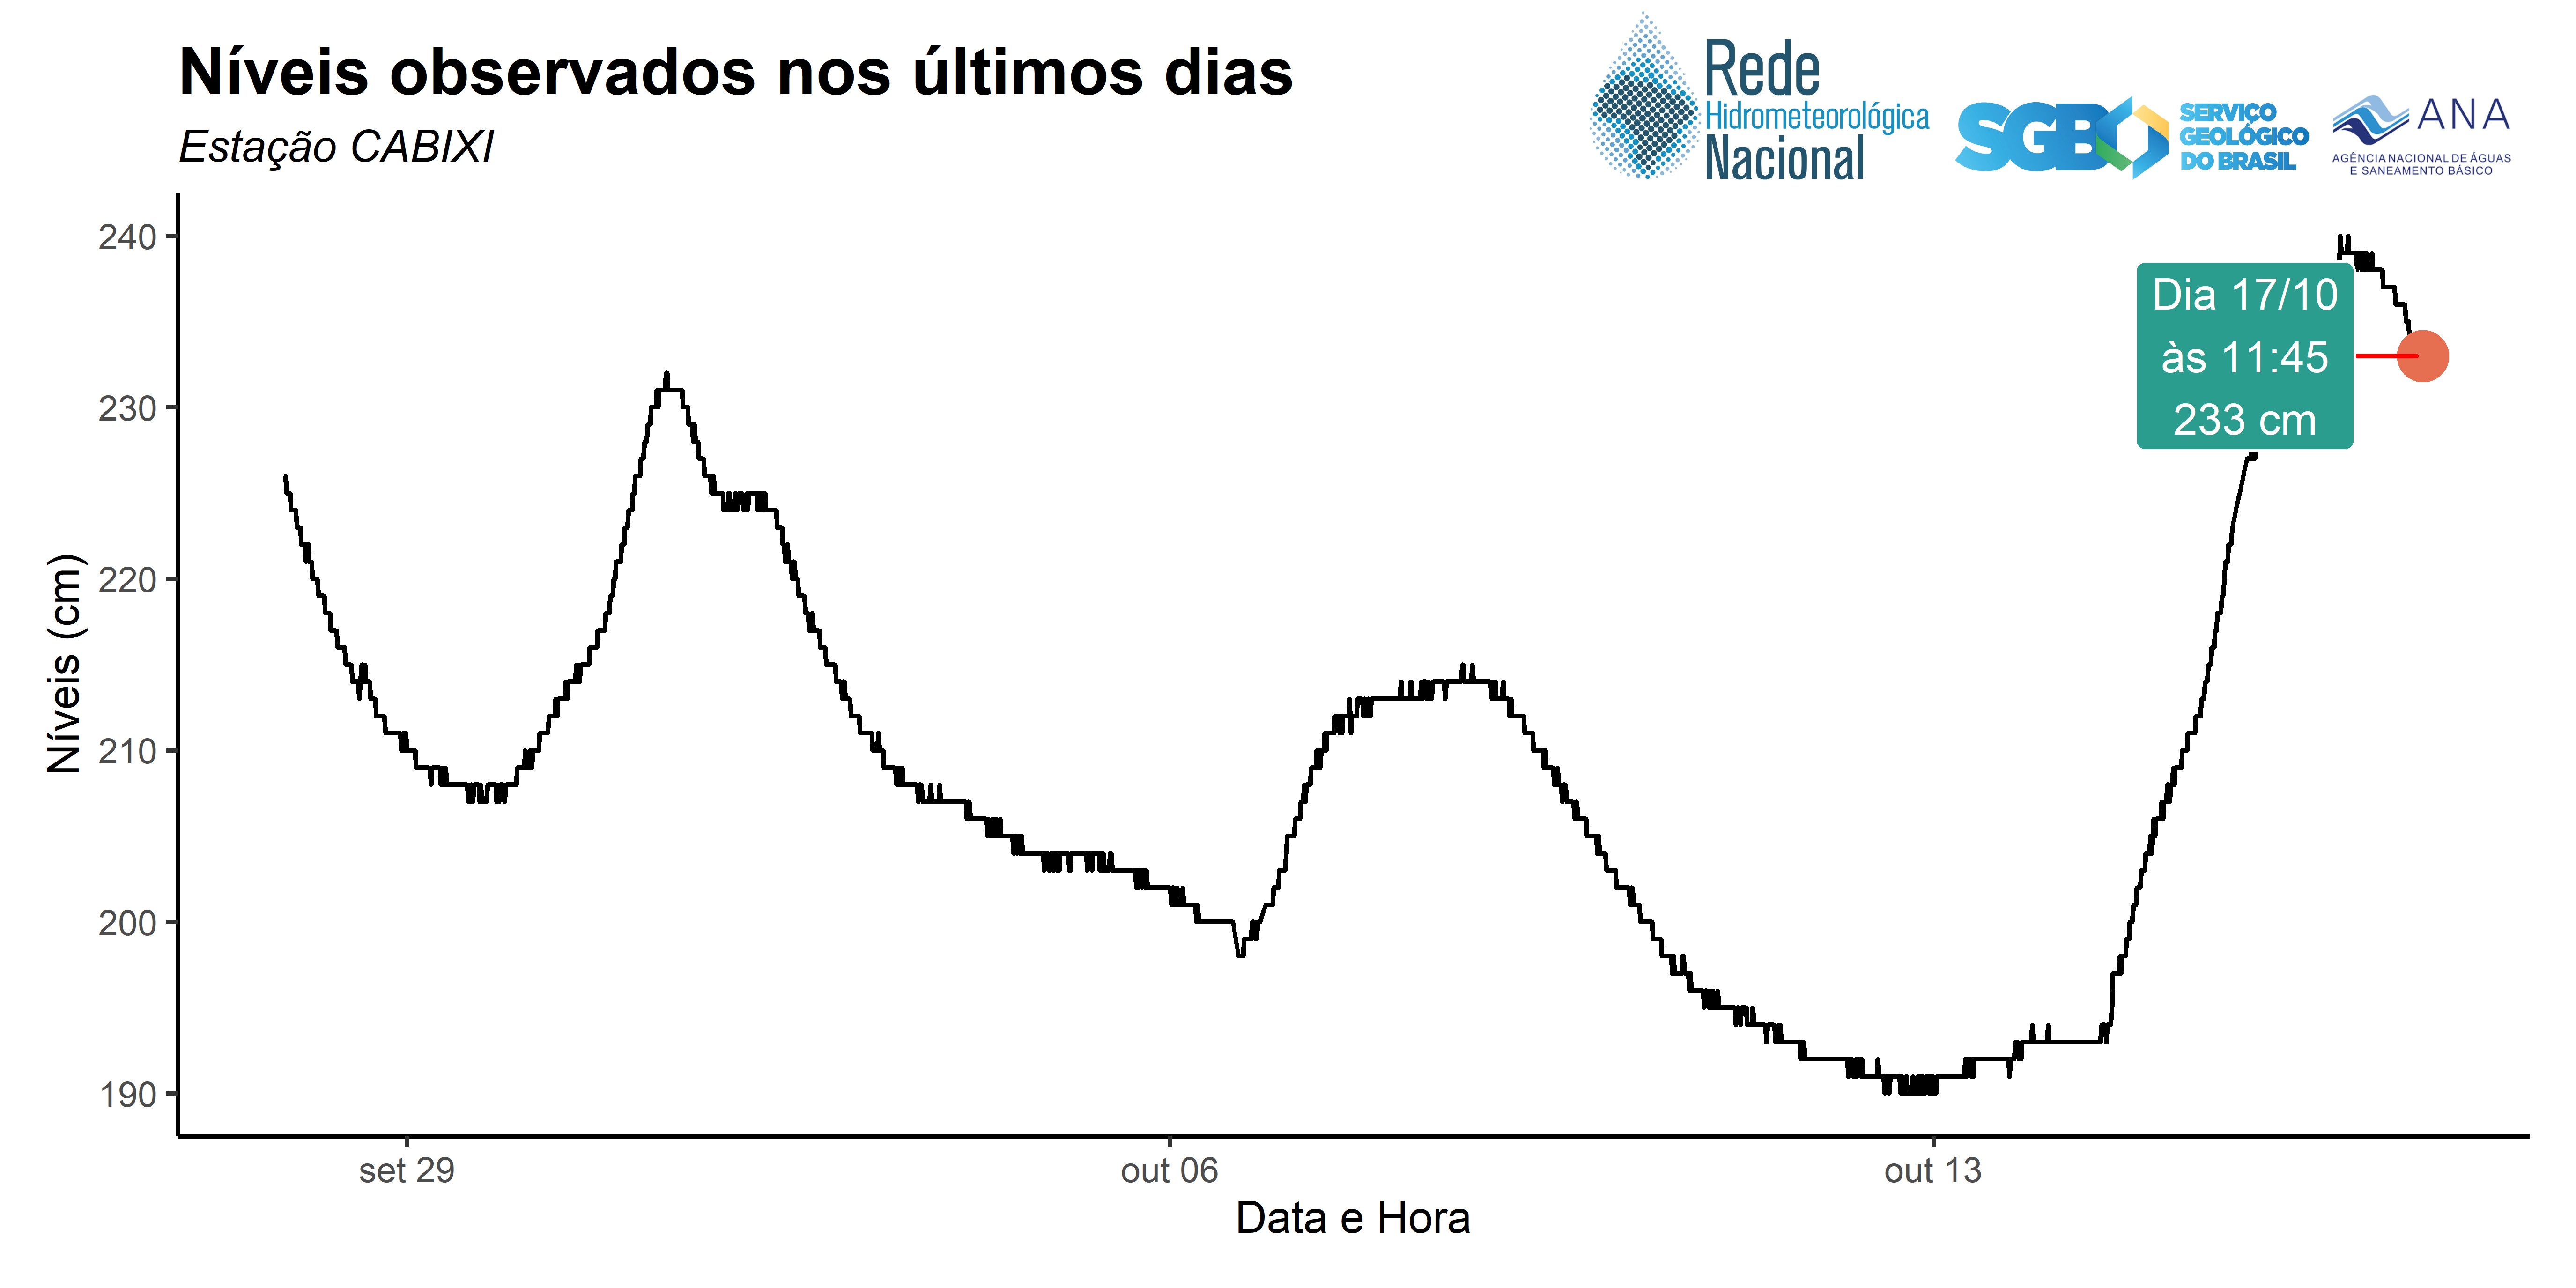 Níveis observados nos últimos dias
Estação CABIXI
Rede
Hidrometeorológica
Nacional
SGB
SERVIÇO
GEOLÓGICO
DO BRASIL
ANA
AGÊNCIA NACIONAL DE ÁGUAS
E SANEAMENTO BÁSICO
240
230
220
210
200
190
Níveis (cm)
Dia 17/10
às 11:45
233 cm
set 29
out 06
out 13
Data e Hora